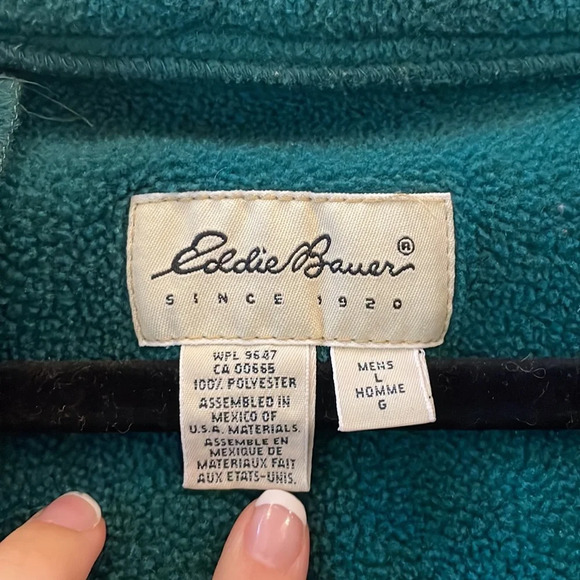 Eddie Bauer®
SINCE 1920
WPL 9647
CA 00665
100% POLYESTER
ASSEMBLED IN
MEXICO OF
U.S.A. MATERIALS.
ASSEMBLE EN
MEXIQUE DE
MATERIAUX FAIT
AUX ETATS-UNIS.
MENS
L
HOMME
G